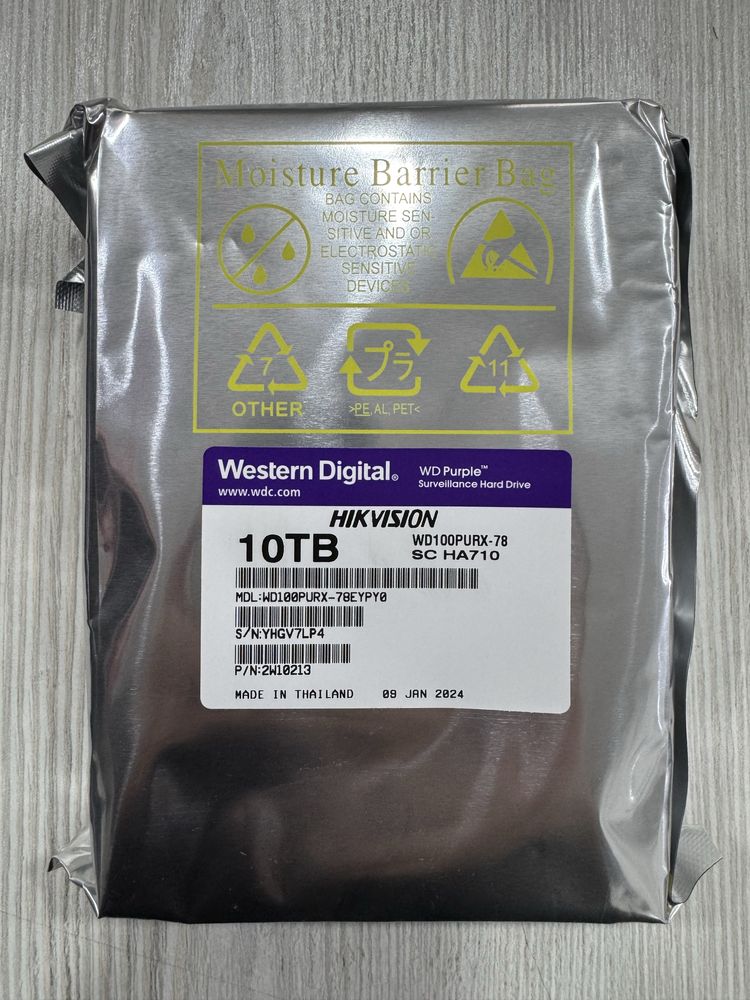 Moisture Barrier Bag
BAG CONTAINS
MOISTURE SEN-
SITIVE AND OR
ELECTROSTATIC
SENSITIVE
DEVICES
7
プラ
11
OTHER
>PE, AL, PET<
Western Digital®
WD Purple™
www.wdc.com
Surveillance Hard Drive
HIKVISION
10TB
WD100PURX-78
SC HA710
MDL:WD100PURX-78EYPY0
S/N:YHGV7LP4
P/N:2W10213
MADE IN THAILAND 09 JAN 2024